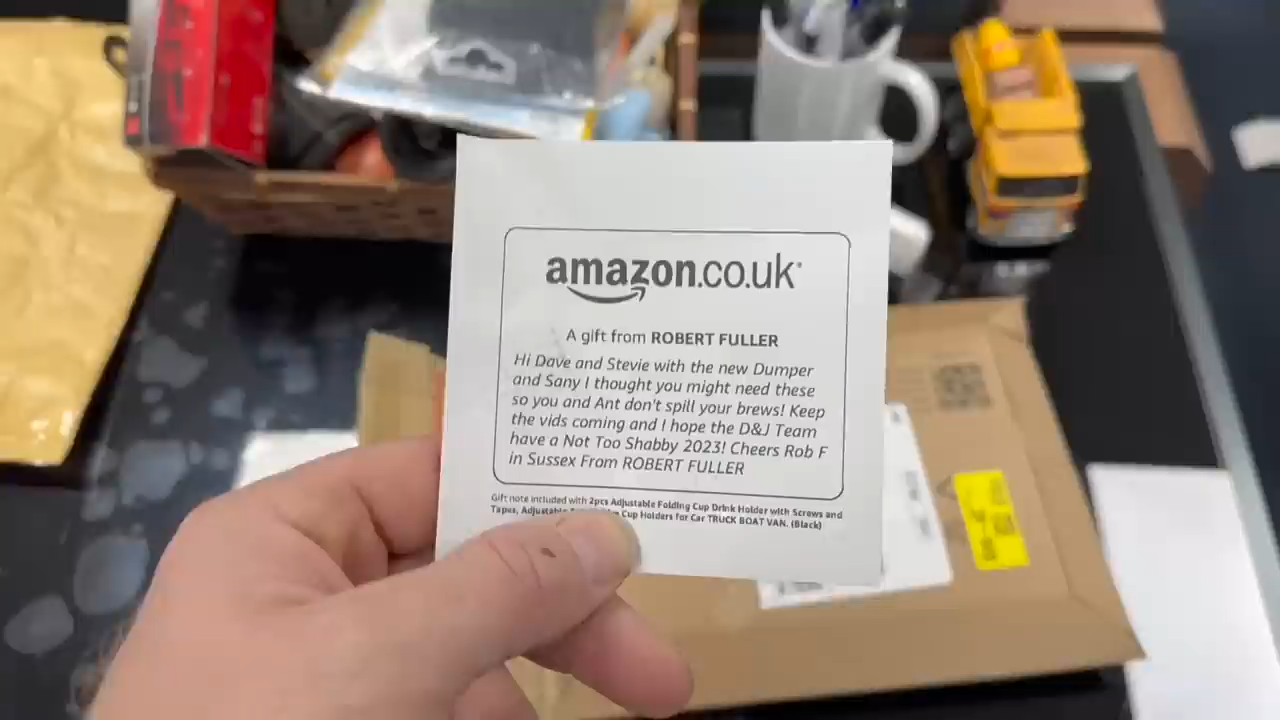 amazon.co.uk
A gift from ROBERT FULLER
Hi Dave and Stevie with the new Dumper
and Sany I thought you might need these
so you and Ant don't spill your brews! Keep
the vids coming and I hope the D&J Team
have a Not Too Shabby 2023! Cheers Rob F
in Sussex From ROBERT FULLER
Gift note included with 2pcs Adjustable Folding Cup Drink Holder with Screws and
Tapes, Adjustable Cup Holders for Car TRUCK BOAT VAN. (Black)